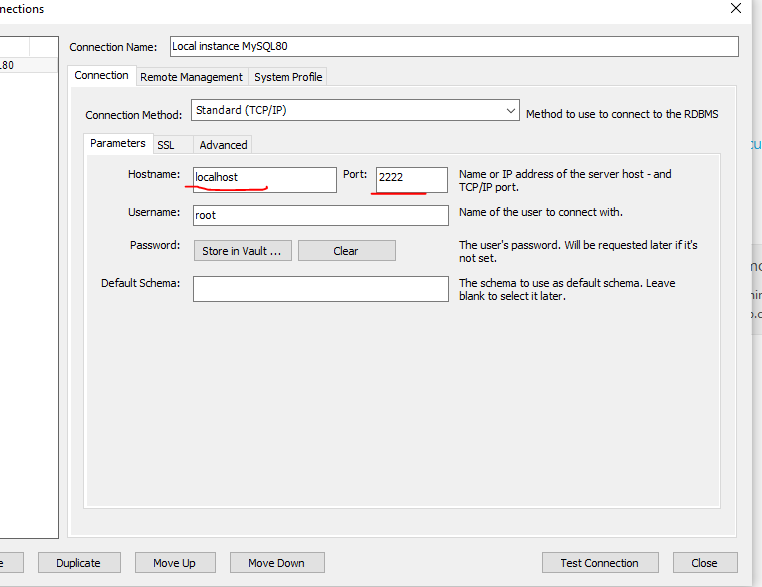 nnections
Connection Name: Local instance MySQL80
.80
Connection Remote Management System Profile
Connection Method: Standard (TCP/IP) Method to use to connect to the RDBMS
Parameters SSL Advanced
Hostname: localhost Port: 2222 Name or IP address of the server host - and
TCP/IP port.
Username: root Name of the user to connect with.
Password: Store in Vault ... Clear The user's password. Will be requested later if it's
not set.
Default Schema: The schema to use as default schema. Leave
blank to select it later.
Duplicate Move Up Move Down Test Connection Close